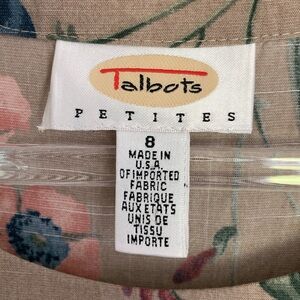 Talbots
PETITES
8
MADE IN
U.S.A.
OF IMPORTED
FABRIC
FABRIQUE
AUX ETATS
UNIS DE
TISSU
IMPORTE